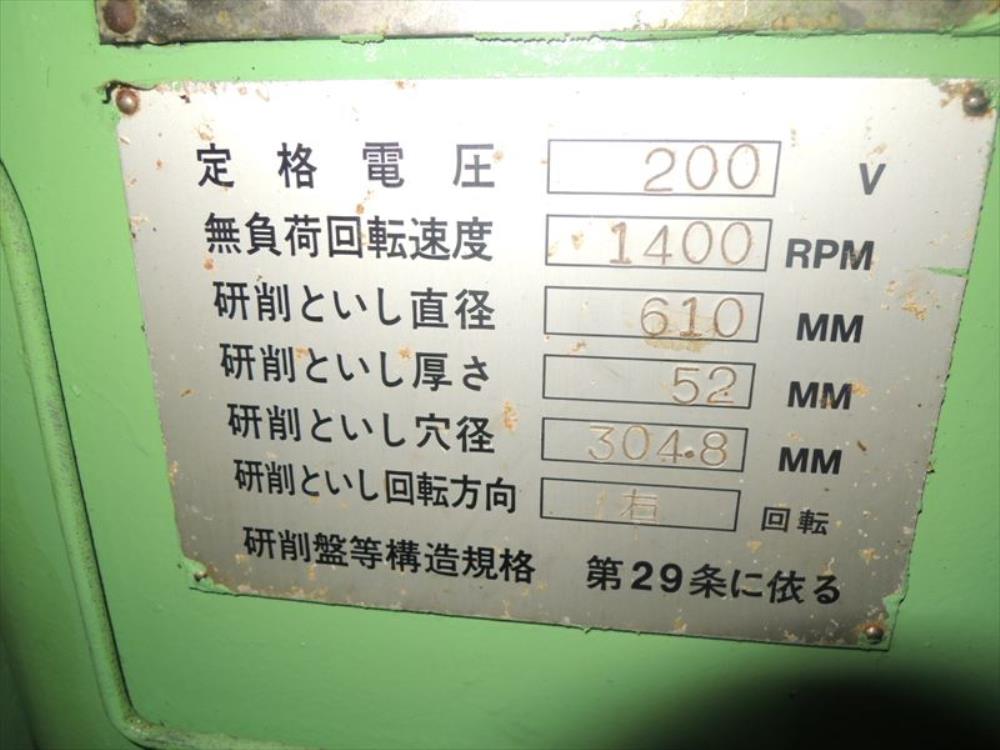 定格電圧 200 V
無負荷回転速度 1400 RPM
研削といし直径 610 MM
研削といし厚さ 52 MM
研削といし穴径 304.8 MM
研削といし回転方向 右 回転
研削盤等構造規格 第29条に依る